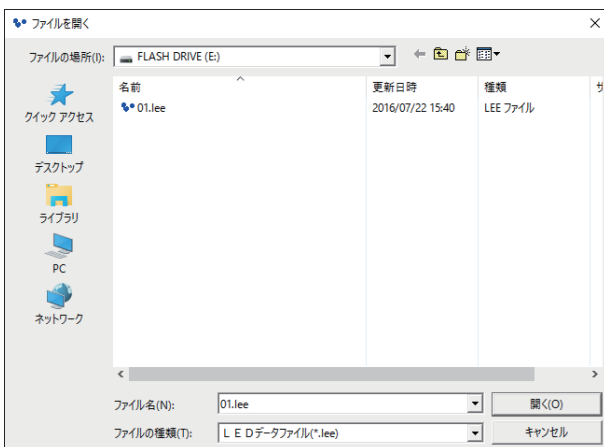 ファイルを開く
ファイルの場所(I):
FLASH DRIVE (E:)
名前
更新日時
種類
サ
01.lee
2016/07/22 15:40
LEE ファイル
クイック アクセス
デスクトップ
ライブラリ
PC
ネットワーク
ファイル名(N):
01.lee
開く(O)
ファイルの種類(T):
ＬＥＤデータファイル(*.lee)
キャンセル